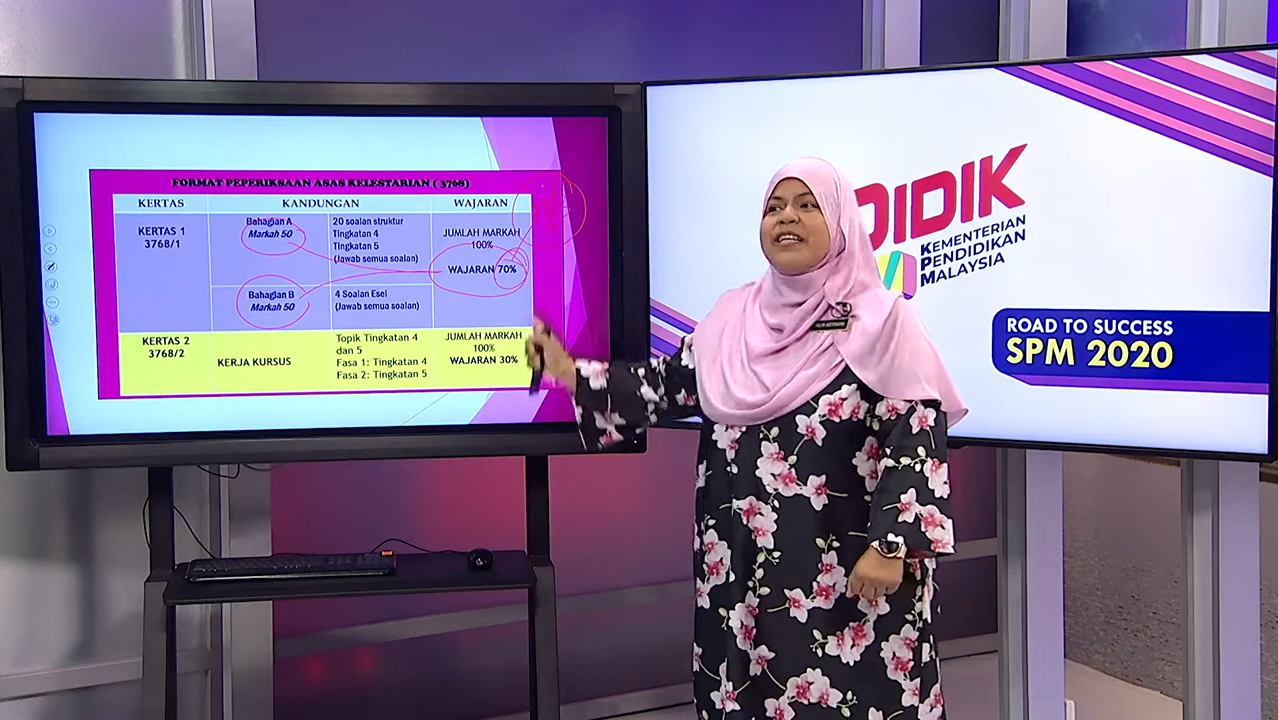 FORMAT PEPERIKSAAN ASAS KELESTARIAN ( 3768)
KERTAS
KANDUNGAN
WAJARAN
KERTAS 1
3768/1
Bahagian A
Markah 50
20 soalan struktur
Tingkatan 4
Tingkatan 5
(Jawab semua soalan)
JUMLAH MARKAH
100%
WAJARAN 70%
Bahagian B
Markah 50
4 Soalan Esei
(Jawab semua soalan)
KERTAS 2
3768/2
KERJA KURSUS
Topik Tingkatan 4
dan 5
Fasa 1: Tingkatan 4
Fasa 2: Tingkatan 5
JUMLAH MARKAH
100%
WAJARAN 30%
DIDIK
KEMENTERIAN
PENDIDIKAN
MALAYSIA
ROAD TO SUCCESS
SPM 2020